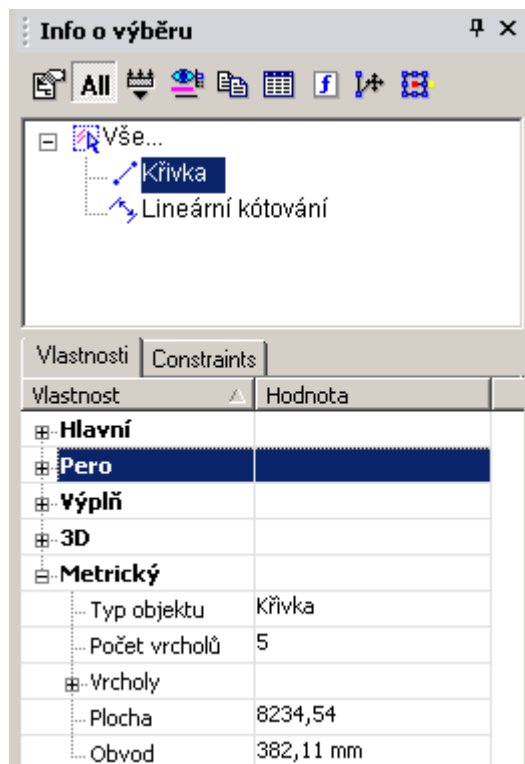 Info o výběru
All
Vše...
Křivka
Lineární kótování
Vlastnosti Constraints
Vlastnost Hodnota
Hlavní
Pero
Výplň
3D
Metrický
Typ objektu Křivka
Počet vrcholů 5
Vrcholy
Plocha 8234,54
Obvod 382,11 mm